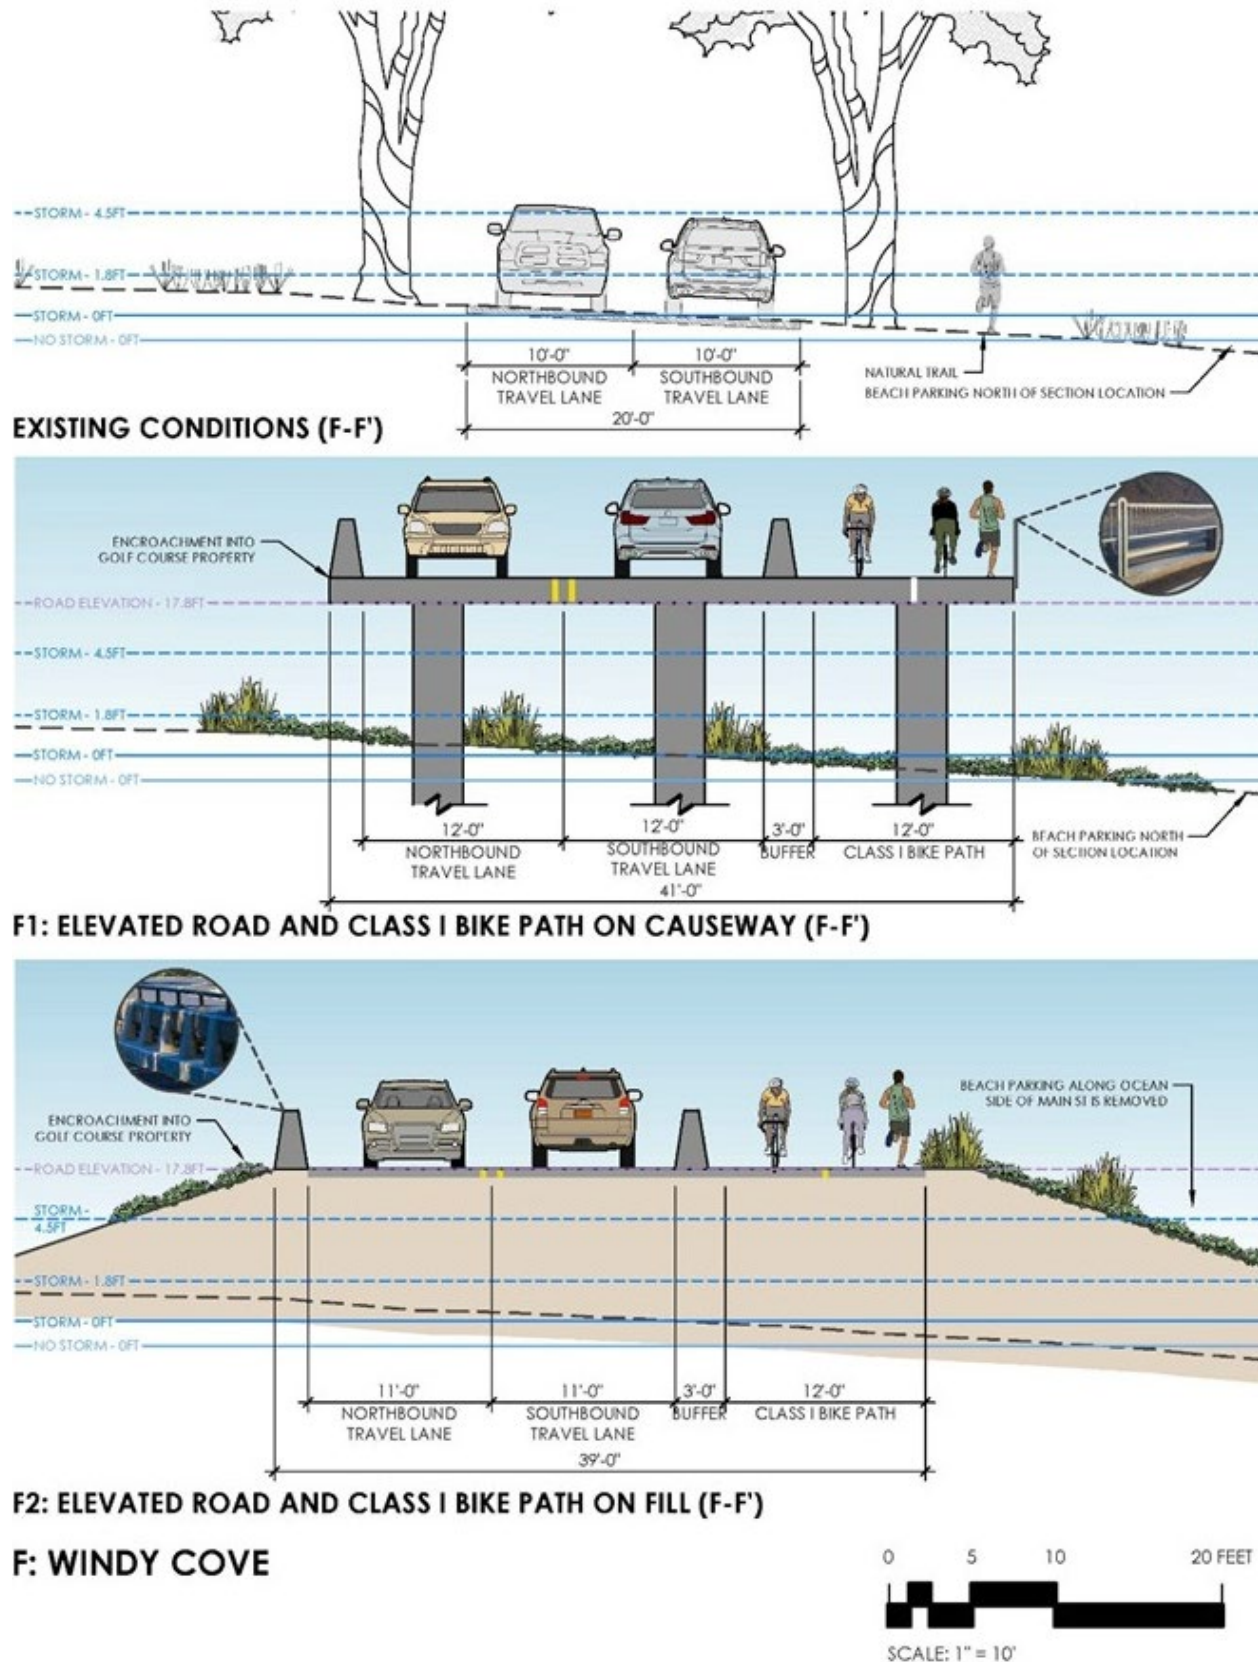 STORM - 4.5FT
STORM - 1.8FT
STORM - 0FT
NO STORM - 0FT
10'-0" 10'-0"
NORTHBOUND
TRAVEL LANE
SOUTHBOUND
TRAVEL LANE
20'-0"
NATURAL TRAIL
BEACH PARKING NORTH OF SECTION LOCATION
EXISTING CONDITIONS (F-F')
ENCROACHMENT INTO
GOLF COURSE PROPERTY
ROAD ELEVATION - 17.8FT
STORM - 4.5FT
STORM - 1.8FT
STORM - 0FT
NO STORM - 0FT
12'-0" 12'-0" 3'-0" 12'-0"
NORTHBOUND
TRAVEL LANE
SOUTHBOUND
TRAVEL LANE
BUFFER
CLASS I BIKE PATH
41'-0"
BEACH PARKING NORTH
OF SECTION LOCATION
F1: ELEVATED ROAD AND CLASS I BIKE PATH ON CAUSEWAY (F-F')
ENCROACHMENT INTO
GOLF COURSE PROPERTY
BEACH PARKING ALONG OCEAN
SIDE OF MAIN ST IS REMOVED
ROAD ELEVATION - 17.8FT
STORM -
4.5FT
STORM - 1.8FT
STORM - 0FT
NO STORM - 0FT
11'-0" 11'-0" 3'-0" 12'-0"
NORTHBOUND
TRAVEL LANE
SOUTHBOUND
TRAVEL LANE
BUFFER
CLASS I BIKE PATH
39'-0"
F2: ELEVATED ROAD AND CLASS I BIKE PATH ON FILL (F-F')
F: WINDY COVE
0 5 10 20 FEET
SCALE: 1" = 10'